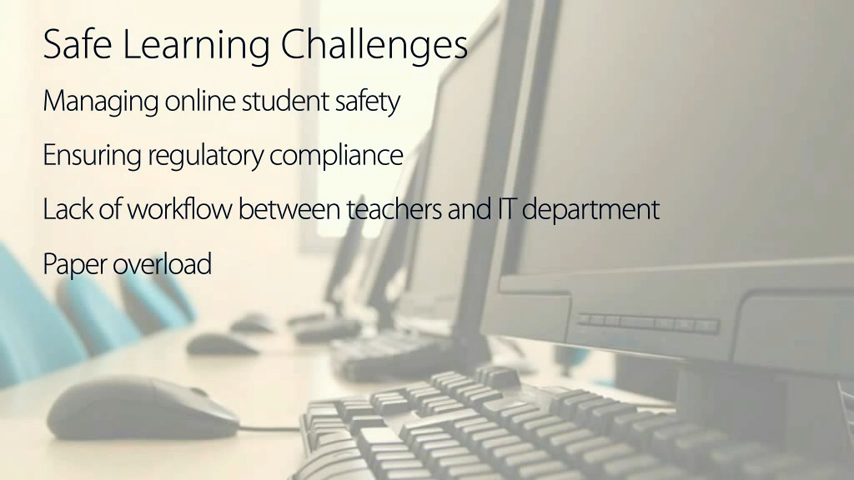 Safe Learning Challenges
Managing online student safety
Ensuring regulatory compliance
Lack of workflow between teachers and IT department
Paper overload